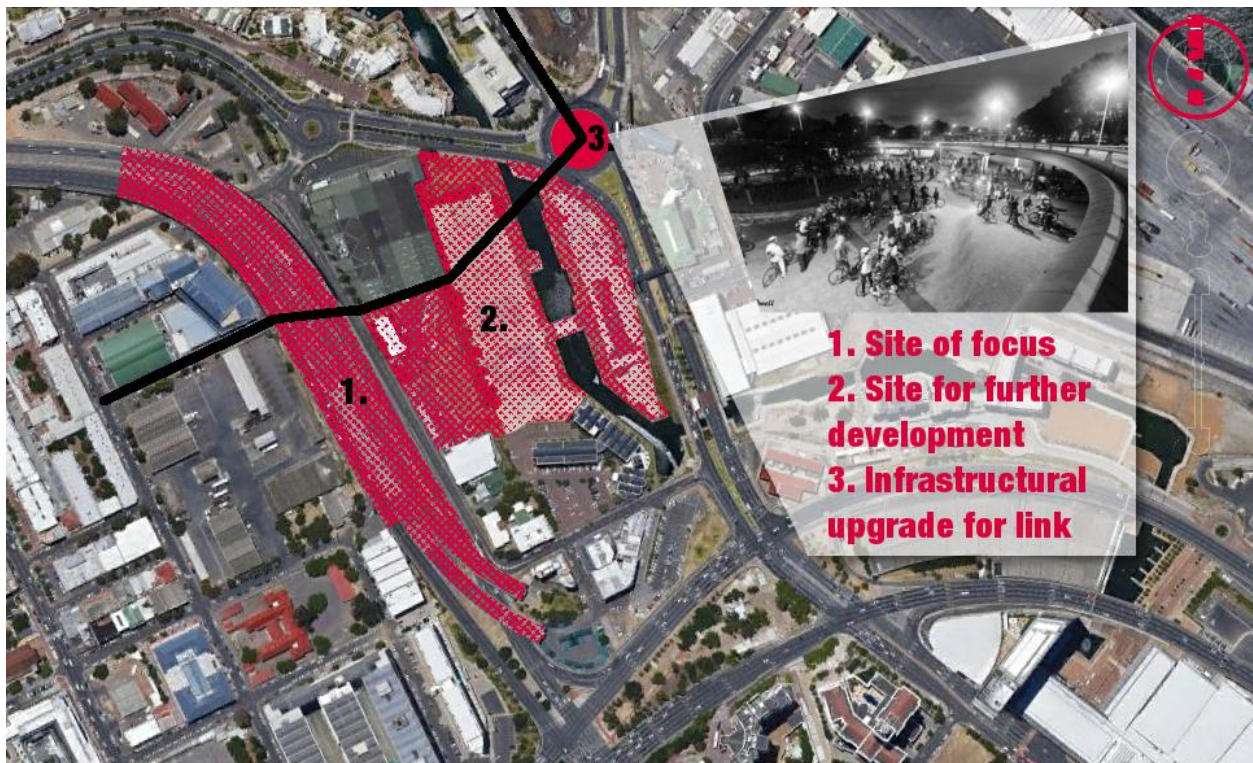 3.
2.
1.
1. Site of focus
2. Site for further
development
3. Infrastructural
upgrade for link